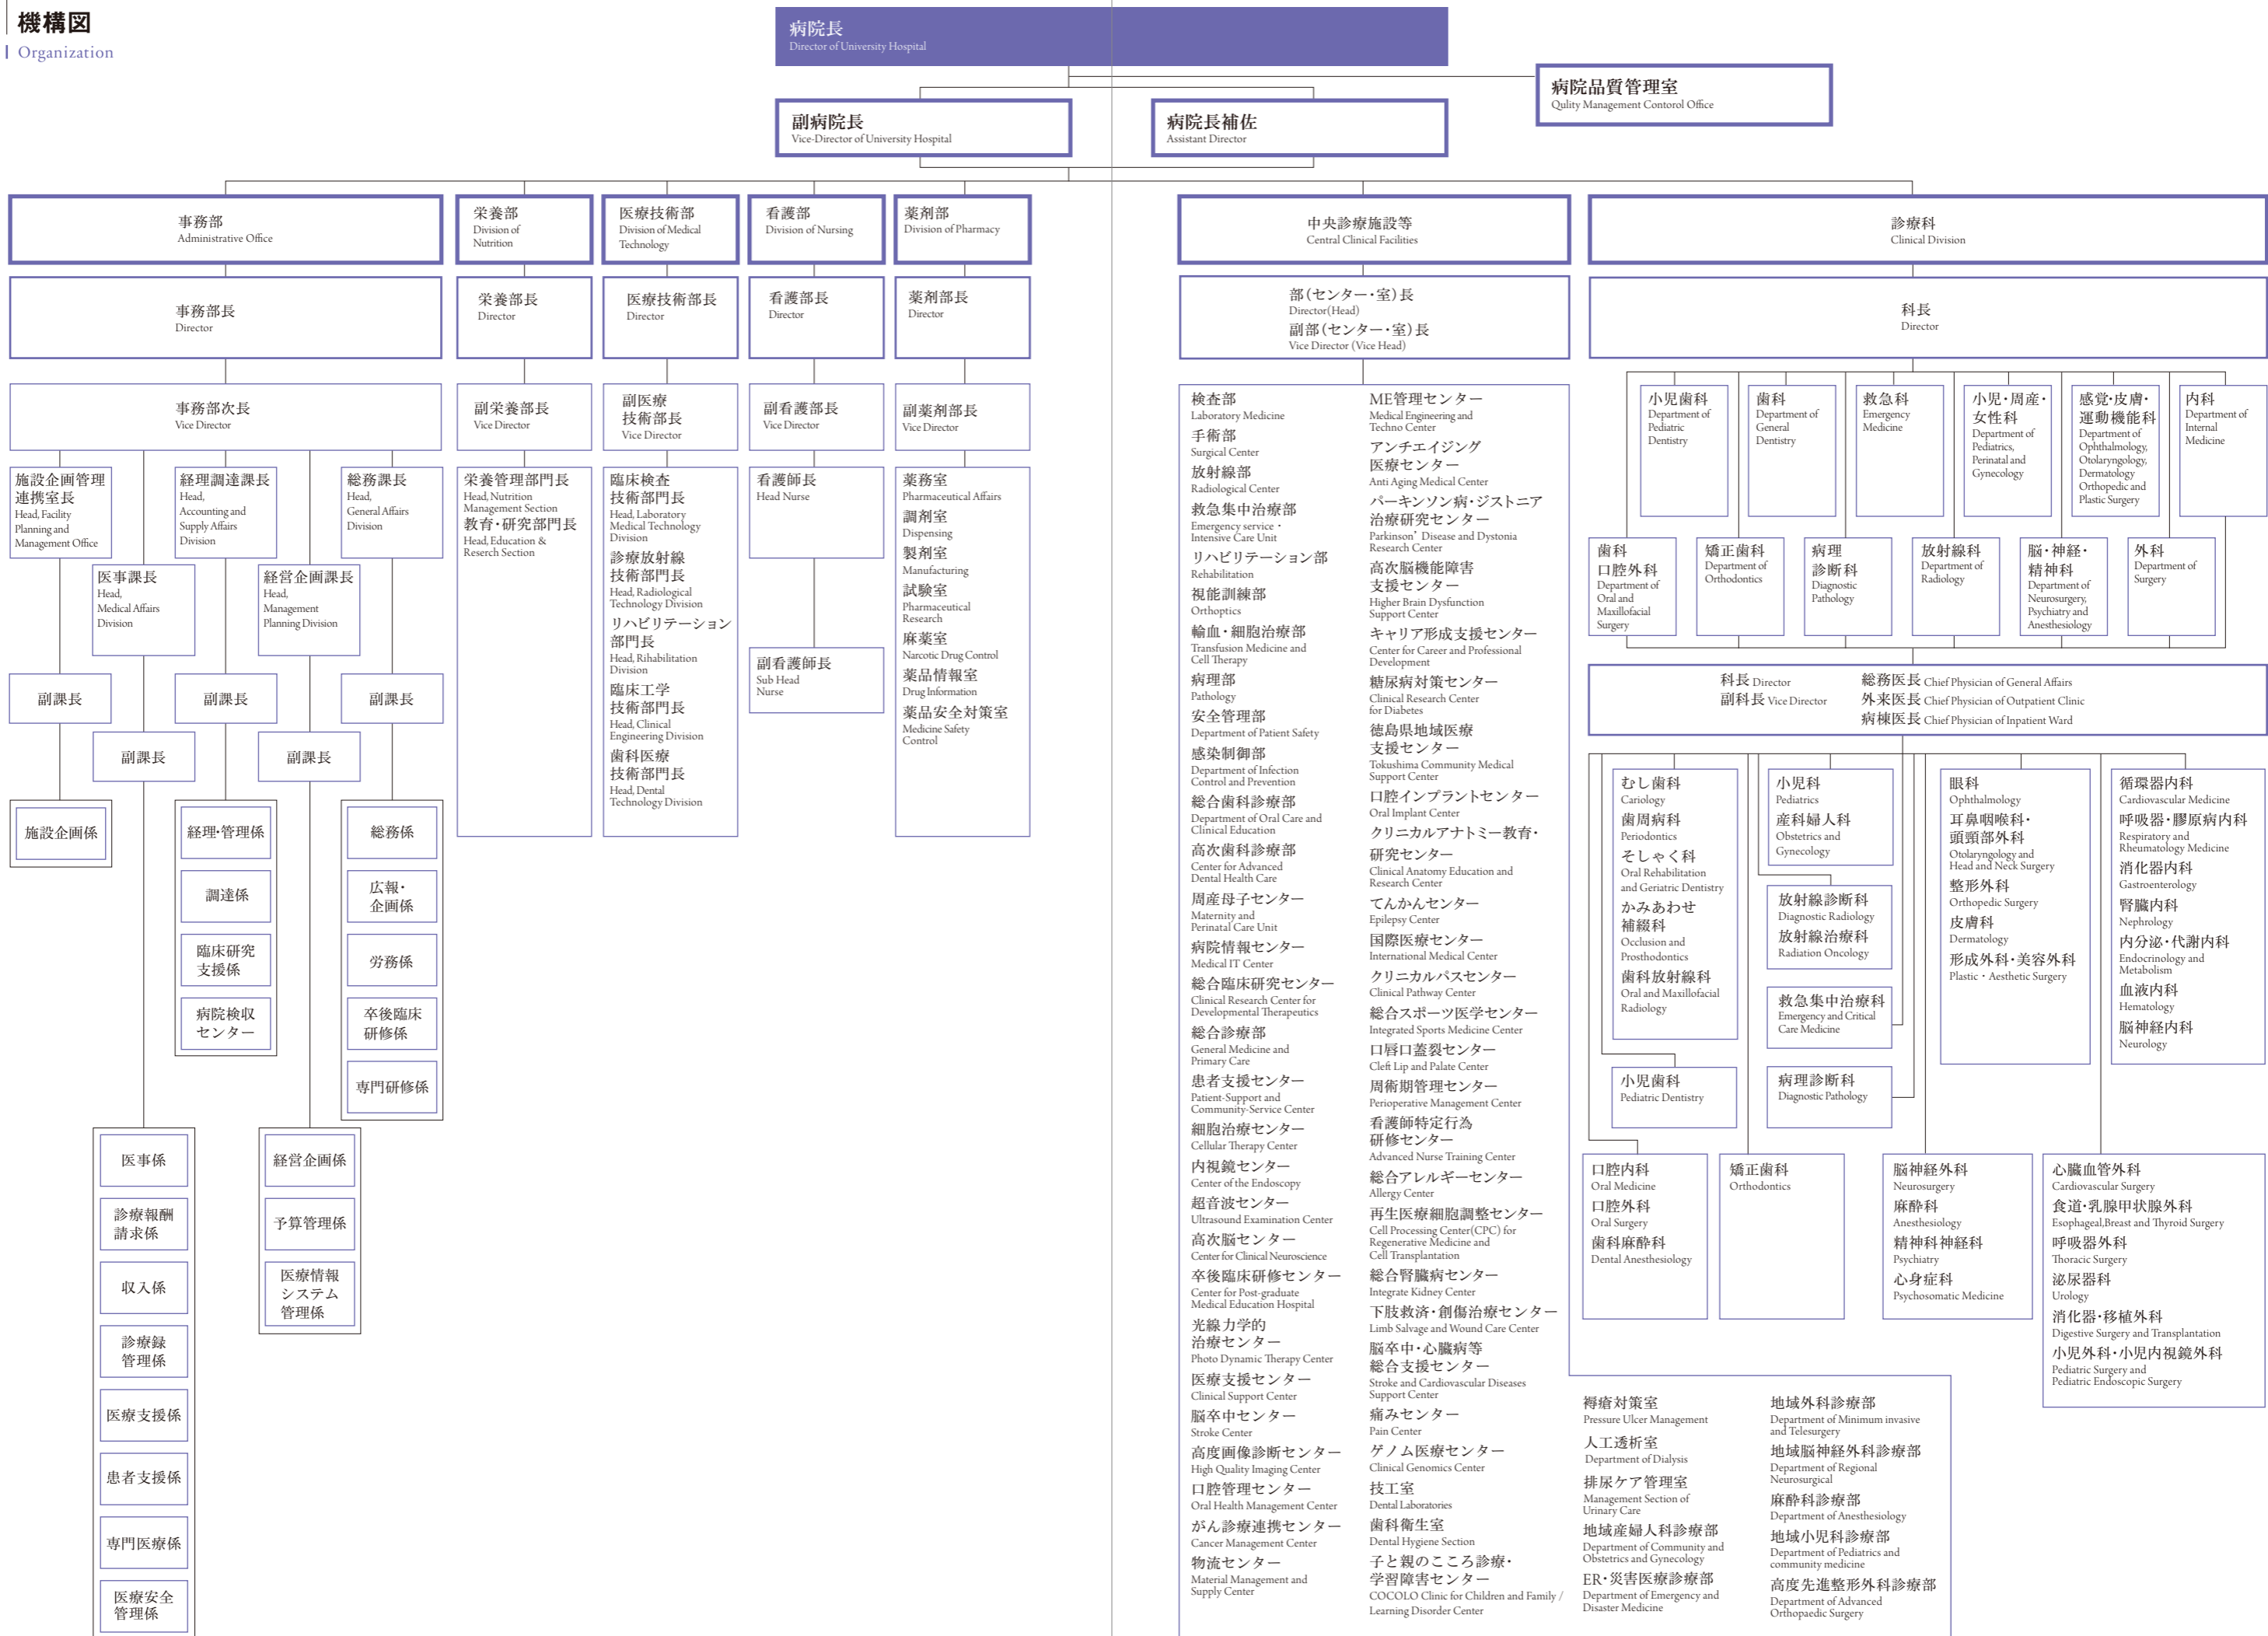 機構図
Organization
病院長
Director of University Hospital
病院品質管理室
Qulity Management Contorol Office
副病院長
Vice-Director of University Hospital
病院長補佐
Assistant Director
事務部
Administrative Office
栄養部
Division of
Nutrition
医療技術部
Division of Medical
Technology
看護部
Division of Nursing
薬剤部
Division of Pharmacy
中央診療施設等
Central Clinical Facilities
診療科
Clinical Division
事務部長
Director
栄養部長
Director
医療技術部長
Director
看護部長
Director
薬剤部長
Director
部(センター・室)長
Director(Head)
副部(センター・室)長
Vice Director (Vice Head)
科長
Director
事務部次長
Vice Director
副栄養部長
Vice Director
副医療
技術部長
Vice Director
副看護部長
Vice Director
副薬剤部長
Vice Director
施設企画管理
連携室長
Head, Facility
Planning and
Management Office
経理調達課長
Head,
Accounting and
Supply Affairs
Division
総務課長
Head,
General Affairs
Division
医事課長
Head,
Medical Affairs
Division
経営企画課長
Head,
Management
Planning Division
副課長
副課長
副課長
副課長
副課長
施設企画係
経理・管理係
調達係
臨床研究
支援係
病院検収
センター
総務係
広報・
企画係
労務係
卒後臨床
研修係
専門研修係
医事係
診療報酬
請求係
収入係
診療録
管理係
医療支援係
患者支援係
専門医療係
医療安全
管理係
経営企画係
予算管理係
医療情報
システム
管理係
栄養管理部門長
Head, Nutrition
Management Section
教育・研究部門長
Head, Education &
Reserch Section
臨床検査
技術部門長
Head, Laboratory
Medical Technology
Division
診療放射線
技術部門長
Head, Radiological
Technology Division
リハビリテーション
部門長
Head, Rihabilitation
Division
臨床工学
技術部門長
Head, Clinical
Engineering Division
歯科医療
技術部門長
Head, Dental
Technology Division
看護師長
Head Nurse
副看護師長
Sub Head
Nurse
薬務室
Pharmaceutical Affairs
調剤室
Dispensing
製剤室
Manufacturing
試験室
Pharmaceutical
Research
麻薬室
Narcotic Drug Control
薬品情報室
Drug Information
薬品安全対策室
Medicine Safety
Control
検査部
Laboratory Medicine
手術部
Surgical Center
放射線部
Radiological Center
救急集中治療部
Emergency service・
Intensive Care Unit
リハビリテーション部
Rehabilitation
視能訓練部
Orthoptics
輸血・細胞治療部
Transfusion Medicine and
Cell Therapy
病理部
Pathology
安全管理部
Department of Patient Safety
感染制御部
Department of Infection
Control and Prevention
総合歯科診療部
Department of Oral Care and
Clinical Education
高次歯科診療部
Center for Advanced
Dental Health Care
周産母子センター
Maternity and
Perinatal Care Unit
病院情報センター
Medical IT Center
総合臨床研究センター
Clinical Research Center for
Developmental Therapeutics
総合診療部
General Medicine and
Primary Care
患者支援センター
Patient-Support and
Community-Service Center
細胞治療センター
Cellular Therapy Center
内視鏡センター
Center of the Endoscopy
超音波センター
Ultrasound Examination Center
高次脳センター
Center for Clinical Neuroscience
卒後臨床研修センター
Center for Post-graduate
Medical Education Hospital
光線力学的
治療センター
Photo Dynamic Therapy Center
医療支援センター
Clinical Support Center
脳卒中センター
Stroke Center
高度画像診断センター
High Quality Imaging Center
口腔管理センター
Oral Health Management Center
がん診療連携センター
Cancer Management Center
物流センター
Material Management and
Supply Center
ME管理センター
Medical Engineering and
Techno Center
アンチエイジング
医療センター
Anti Aging Medical Center
パーキンソン病・ジストニア
治療研究センター
Parkinson’ Disease and Dystonia
Research Center
高次脳機能障害
支援センター
Higher Brain Dysfunction
Support Center
キャリア形成支援センター
Center for Career and Professional
Development
糖尿病対策センター
Clinical Research Center
for Diabetes
徳島県地域医療
支援センター
Tokushima Community Medical
Support Center
口腔インプラントセンター
Oral Implant Center
クリニカルアナトミー教育・
研究センター
Clinical Anatomy Education and
Research Center
てんかんセンター
Epilepsy Center
国際医療センター
International Medical Center
クリニカルパスセンター
Clinical Pathway Center
総合スポーツ医学センター
Integrated Sports Medicine Center
口唇口蓋裂センター
Cleft Lip and Palate Center
周術期管理センター
Perioperative Management Center
看護師特定行為
研修センター
Advanced Nurse Training Center
総合アレルギーセンター
Allergy Center
再生医療細胞調整センター
Cell Processing Center(CPC) for
Regenerative Medicine and
Cell Transplantation
総合腎臓病センター
Integrate Kidney Center
下肢救済・創傷治療センター
Limb Salvage and Wound Care Center
脳卒中・心臓病等
総合支援センター
Stroke and Cardiovascular Diseases
Support Center
痛みセンター
Pain Center
ゲノム医療センター
Clinical Genomics Center
技工室
Dental Laboratories
歯科衛生室
Dental Hygiene Section
子と親のこころ診療・
学習障害センター
COCOLO Clinic for Children and Family /
Learning Disorder Center
褥瘡対策室
Pressure Ulcer Management
人工透析室
Department of Dialysis
排尿ケア管理室
Management Section of
Urinary Care
地域産婦人科診療部
Department of Community and
Obstetrics and Gynecology
ER・災害医療診療部
Department of Emergency and
Disaster Medicine
地域外科診療部
Department of Minimum invasive
and Telesurgery
地域脳神経外科診療部
Department of Regional
Neurosurgical
麻酔科診療部
Department of Anesthesiology
地域小児科診療部
Department of Pediatrics and
community medicine
高度先進整形外科診療部
Department of Advanced
Orthopaedic Surgery
小児歯科
Department of
Pediatric
Dentistry
歯科
Department of
General
Dentistry
救急科
Emergency
Medicine
小児・周産・
女性科
Department of
Pediatrics,
Perinatal and
Gynecology
感覚・皮膚・
運動機能科
Department of
Ophthalmology,
Otolaryngology,
Dermatology
Orthopedic and
Plastic Surgery
内科
Department of
Internal
Medicine
歯科
口腔外科
Department of
Oral and
Maxillofacial
Surgery
矯正歯科
Department of
Orthodontics
病理
診断科
Diagnostic
Pathology
放射線科
Department of
Radiology
脳・神経・
精神科
Department of
Neurosurgery,
Psychiatry and
Anesthesiology
外科
Department of
Surgery
科長 Director
副科長 Vice Director
総務医長 Chief Physician of General Affairs
外来医長 Chief Physician of Outpatient Clinic
病棟医長 Chief Physician of Inpatient Ward
むし歯科
Cariology
歯周病科
Periodontics
そしゃく科
Oral Rehabilitation
and Geriatric Dentistry
かみあわせ
補綴科
Occlusion and
Prosthodontics
歯科放射線科
Oral and Maxillofacial
Radiology
小児歯科
Pediatric Dentistry
小児科
Pediatrics
産科婦人科
Obstetrics and
Gynecology
放射線診断科
Diagnostic Radiology
放射線治療科
Radiation Oncology
救急集中治療科
Emergency and Critical
Care Medicine
病理診断科
Diagnostic Pathology
眼科
Ophthalmology
耳鼻咽喉科・
頭頸部外科
Otolaryngology and
Head and Neck Surgery
整形外科
Orthopedic Surgery
皮膚科
Dermatology
形成外科・美容外科
Plastic・Aesthetic Surgery
循環器内科
Cardiovascular Medicine
呼吸器・膠原病内科
Respiratory and
Rheumatology Medicine
消化器内科
Gastroenterology
腎臓内科
Nephrology
内分泌・代謝内科
Endocrinology and
Metabolism
血液内科
Hematology
脳神経内科
Neurology
口腔内科
Oral Medicine
口腔外科
Oral Surgery
歯科麻酔科
Dental Anesthesiology
矯正歯科
Orthodontics
脳神経外科
Neurosurgery
麻酔科
Anesthesiology
精神科神経科
Psychiatry
心身症科
Psychosomatic Medicine
心臓血管外科
Cardiovascular Surgery
食道・乳腺甲状腺外科
Esophageal,Breast and Thyroid Surgery
呼吸器外科
Thoracic Surgery
泌尿器科
Urology
消化器・移植外科
Digestive Surgery and Transplantation
小児外科・小児内視鏡外科
Pediatric Surgery and
Pediatric Endoscopic Surgery